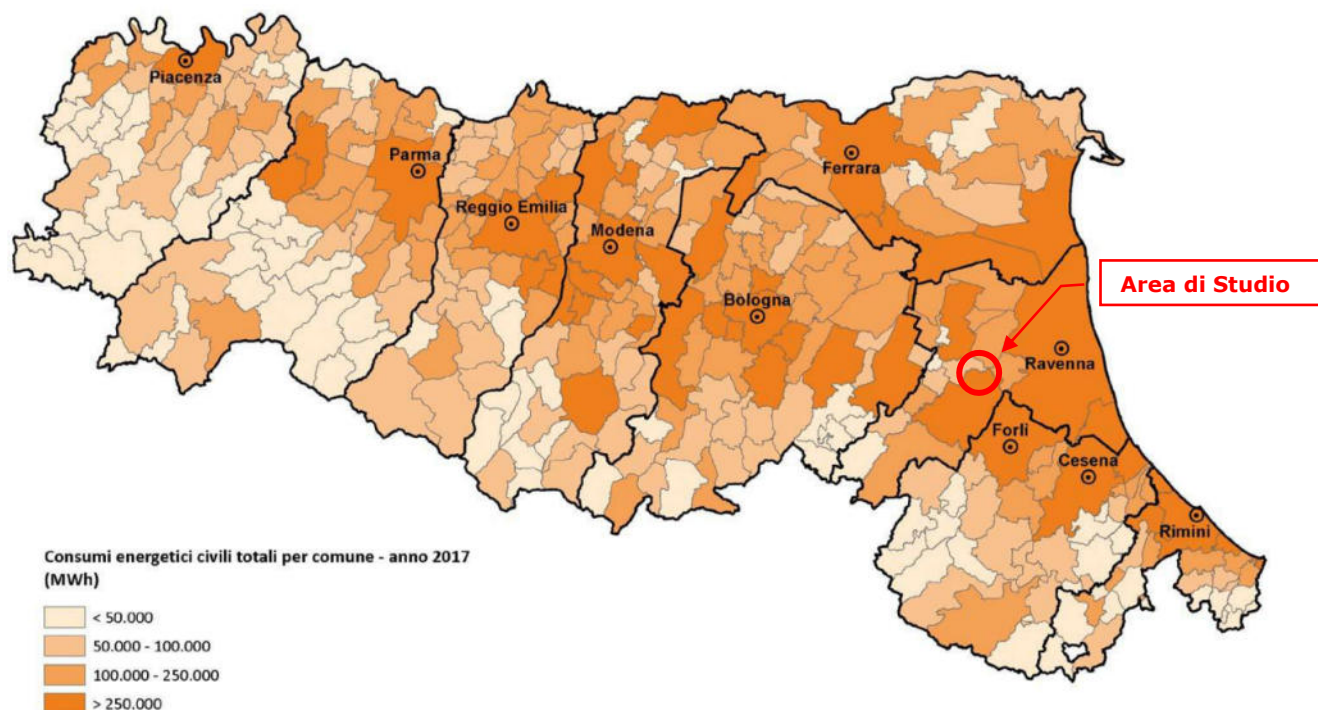 Piacenza
Parma
Reggio Emilia
Modena
Ferrara
Bologna
Area di Studio
Ravenna
Forlì
Cesena
Rimini
Consumi energetici civili totali per comune - anno 2017
(MWh)
< 50.000
50.000 - 100.000
100.000 - 250.000
> 250.000